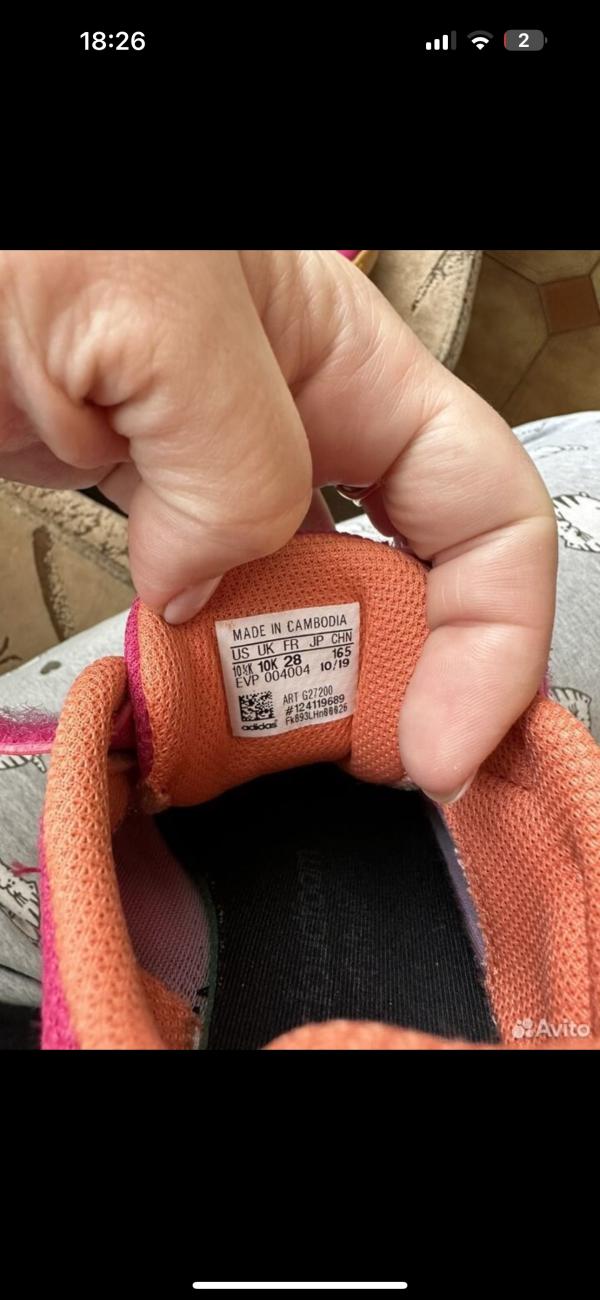 18:26
2
MADE IN CAMBODIA
US UK FR JP CHN
10½K 10K 28 165
EVP 004004 10/19
ART G27200
#124119689
adidas
Avito